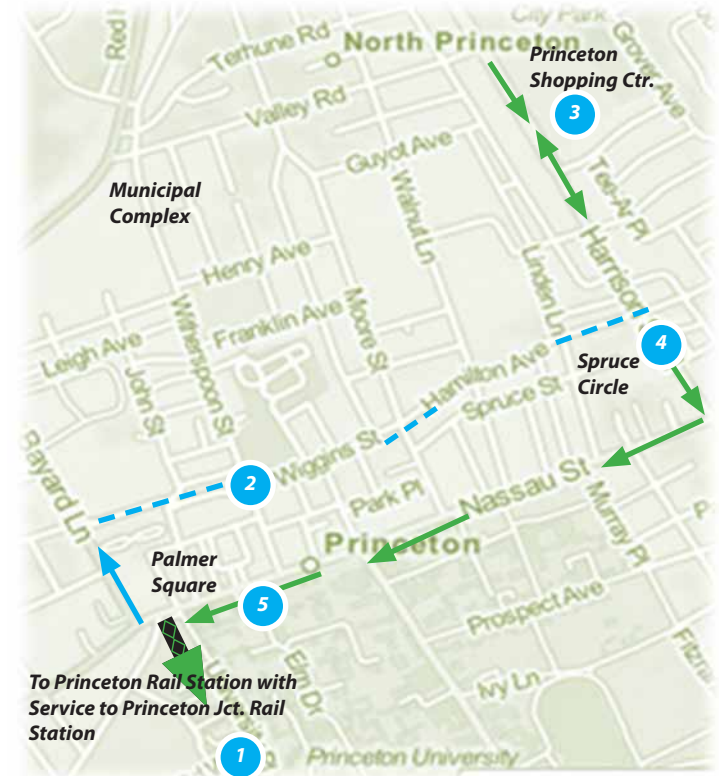 City Park
Red
Terhune Rd
North Princeton
Grover Ave
Princeton
Shopping Ctr.
3
Valley Rd
Guyot Ave
Tee-Ar Pl
Municipal
Complex
Walnut Ln
Harrison
Henry Ave
Linden Ln
Witherspoon St
Moore St
Franklin Ave
Leigh Ave
John St
4
Spruce
Circle
Hamilton Ave
Spruce St
Bayard Ln
Wiggins St
2
Park Pl
Nassau St
Murray Pl
P
Princeton
Palmer
Square
5
Prospect Ave
Elm Dr
Ivy Ln
To Princeton Rail Station with
Service to Princeton Jct. Rail
Station
1
Princeton University